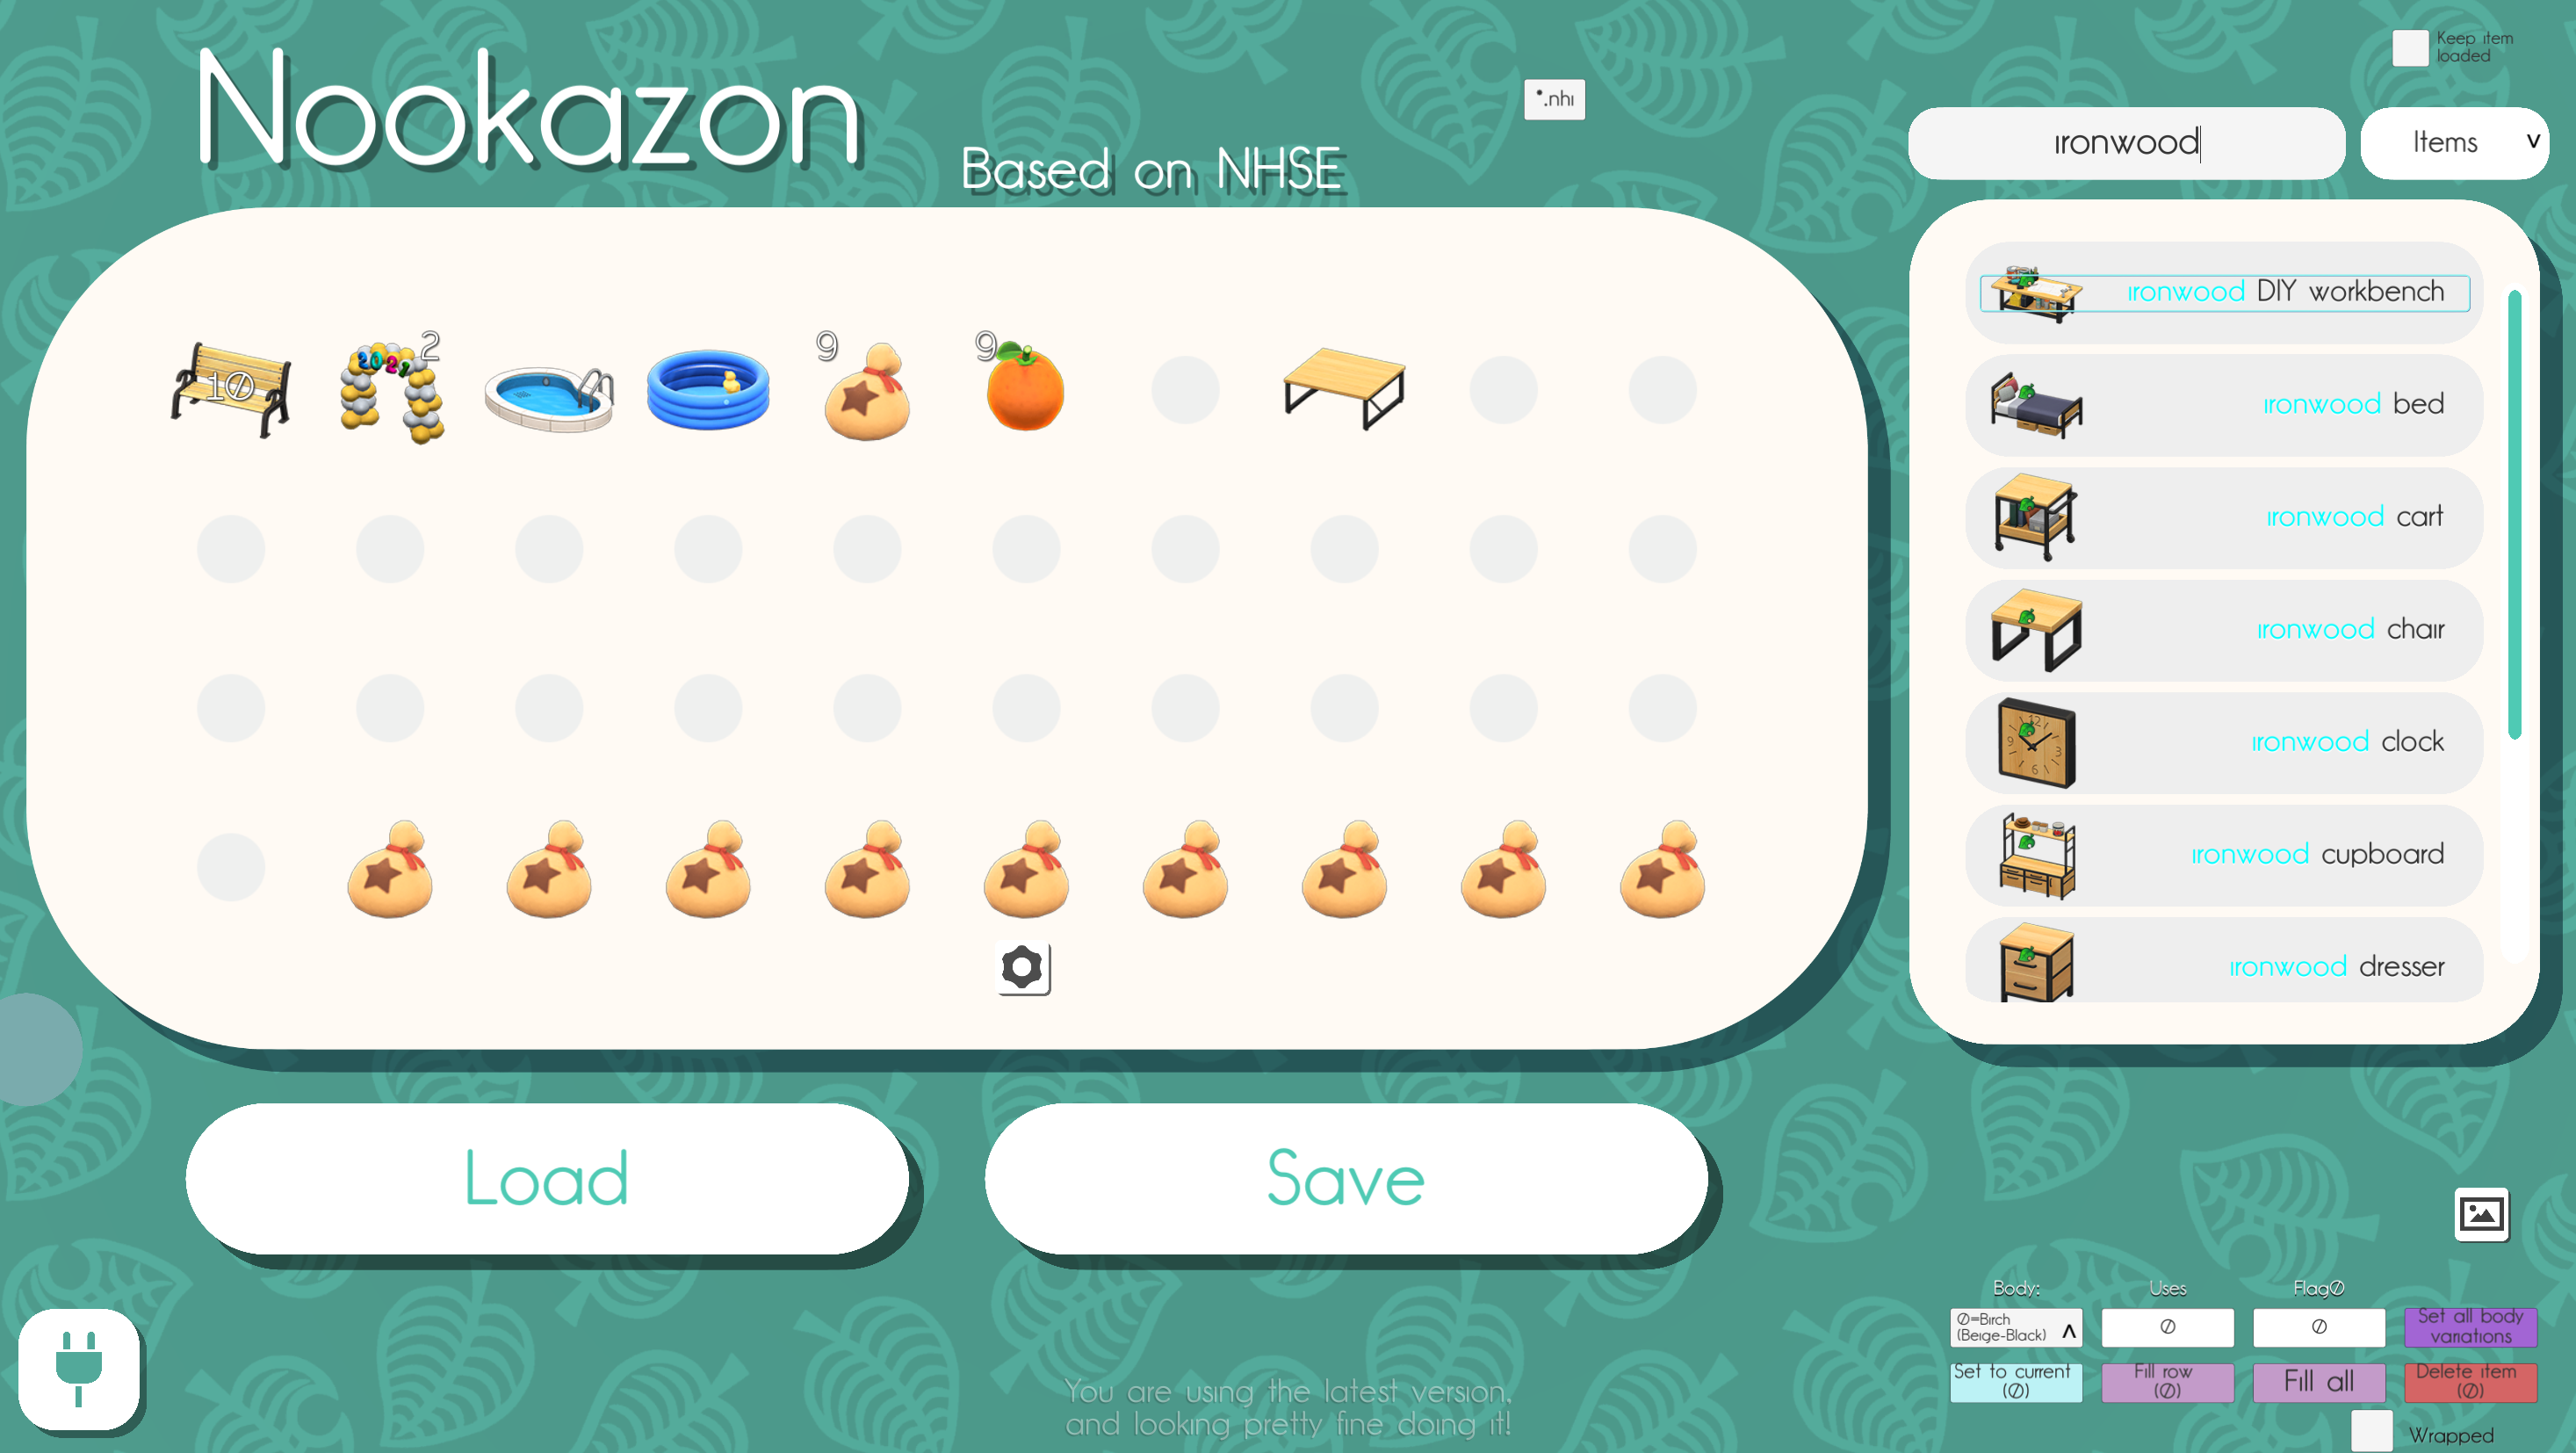 Nookazon
Based on NHSE
*.nhi
Keep item
loaded
ironwood
Items
10
2
9
9
ironwood DIY workbench
ironwood bed
ironwood cart
ironwood chair
ironwood clock
ironwood cupboard
ironwood dresser
Load
Save
You are using the latest version,
and looking pretty fine doing it!
Body:
Uses
Flag0
0=Birch
(Beige-Black)
0
0
Set all body
variations
Set to current
(0)
Fill row
(0)
Fill all
Delete item
(0)
Wrapped